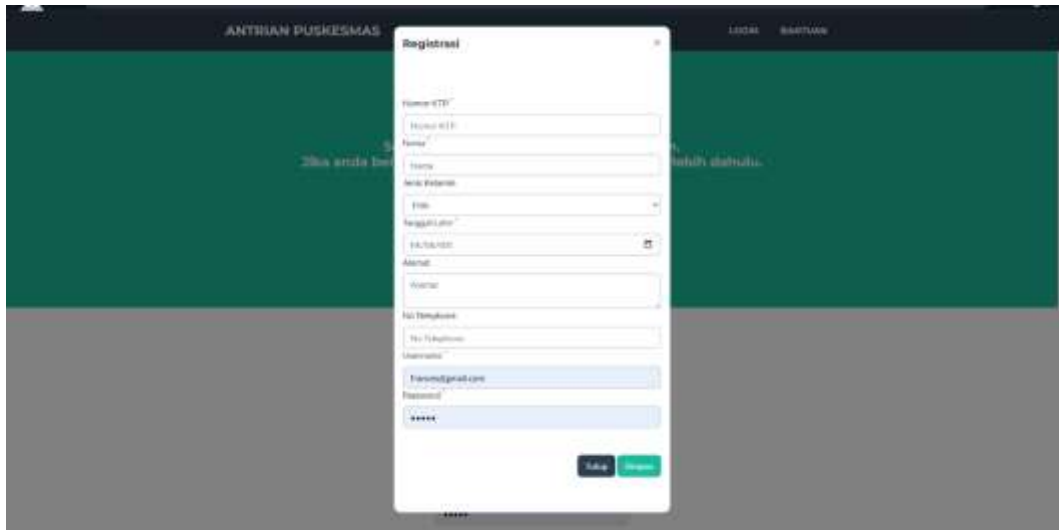 ANTRIAN PUSKESMAS
LOGIN BANTUAN
Registrasi ×
Nomor KTP *
Nomor KTP
Nama *
Nama
Jenis Kelamin
Pria
Tanggal Lahir *
Alamat
Alamat
No Telephone
No Telephone
Username *
Password *
•••••
Jika anda
lebih dahulu.
Tutup Simpan
•••••